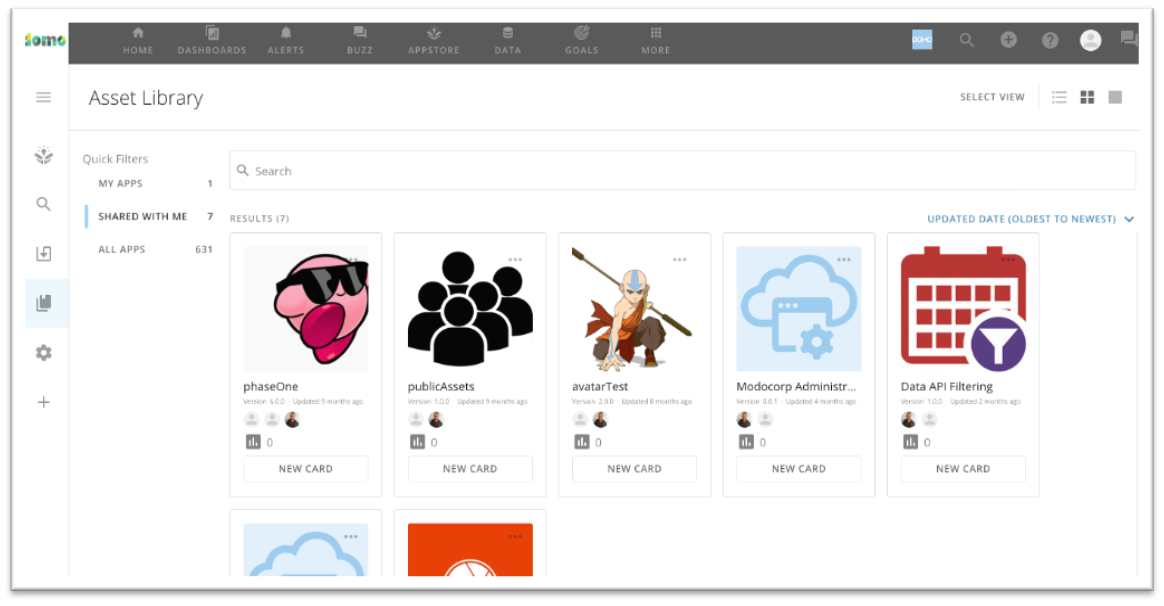 domo
HOME DASHBOARDS ALERTS BUZZ APPSTORE DATA GOALS MORE DOMO
Asset Library
SELECT VIEW
Quick Filters
Search
MY APPS 1
SHARED WITH ME 7
RESULTS (7)
UPDATED DATE (OLDEST TO NEWEST)
ALL APPS 631
phaseOne
Version 6.0.0 · Updated 9 months ago
0
NEW CARD
publicAssets
Version 1.0.0 · Updated 9 months ago
0
NEW CARD
avatarTest
Version 2.0.0 · Updated 8 months ago
0
NEW CARD
Modocorp Administr...
Version 0.0.1 · Updated 4 months ago
0
NEW CARD
Data API Filtering
Version 1.0.0 · Updated 2 months ago
0
NEW CARD